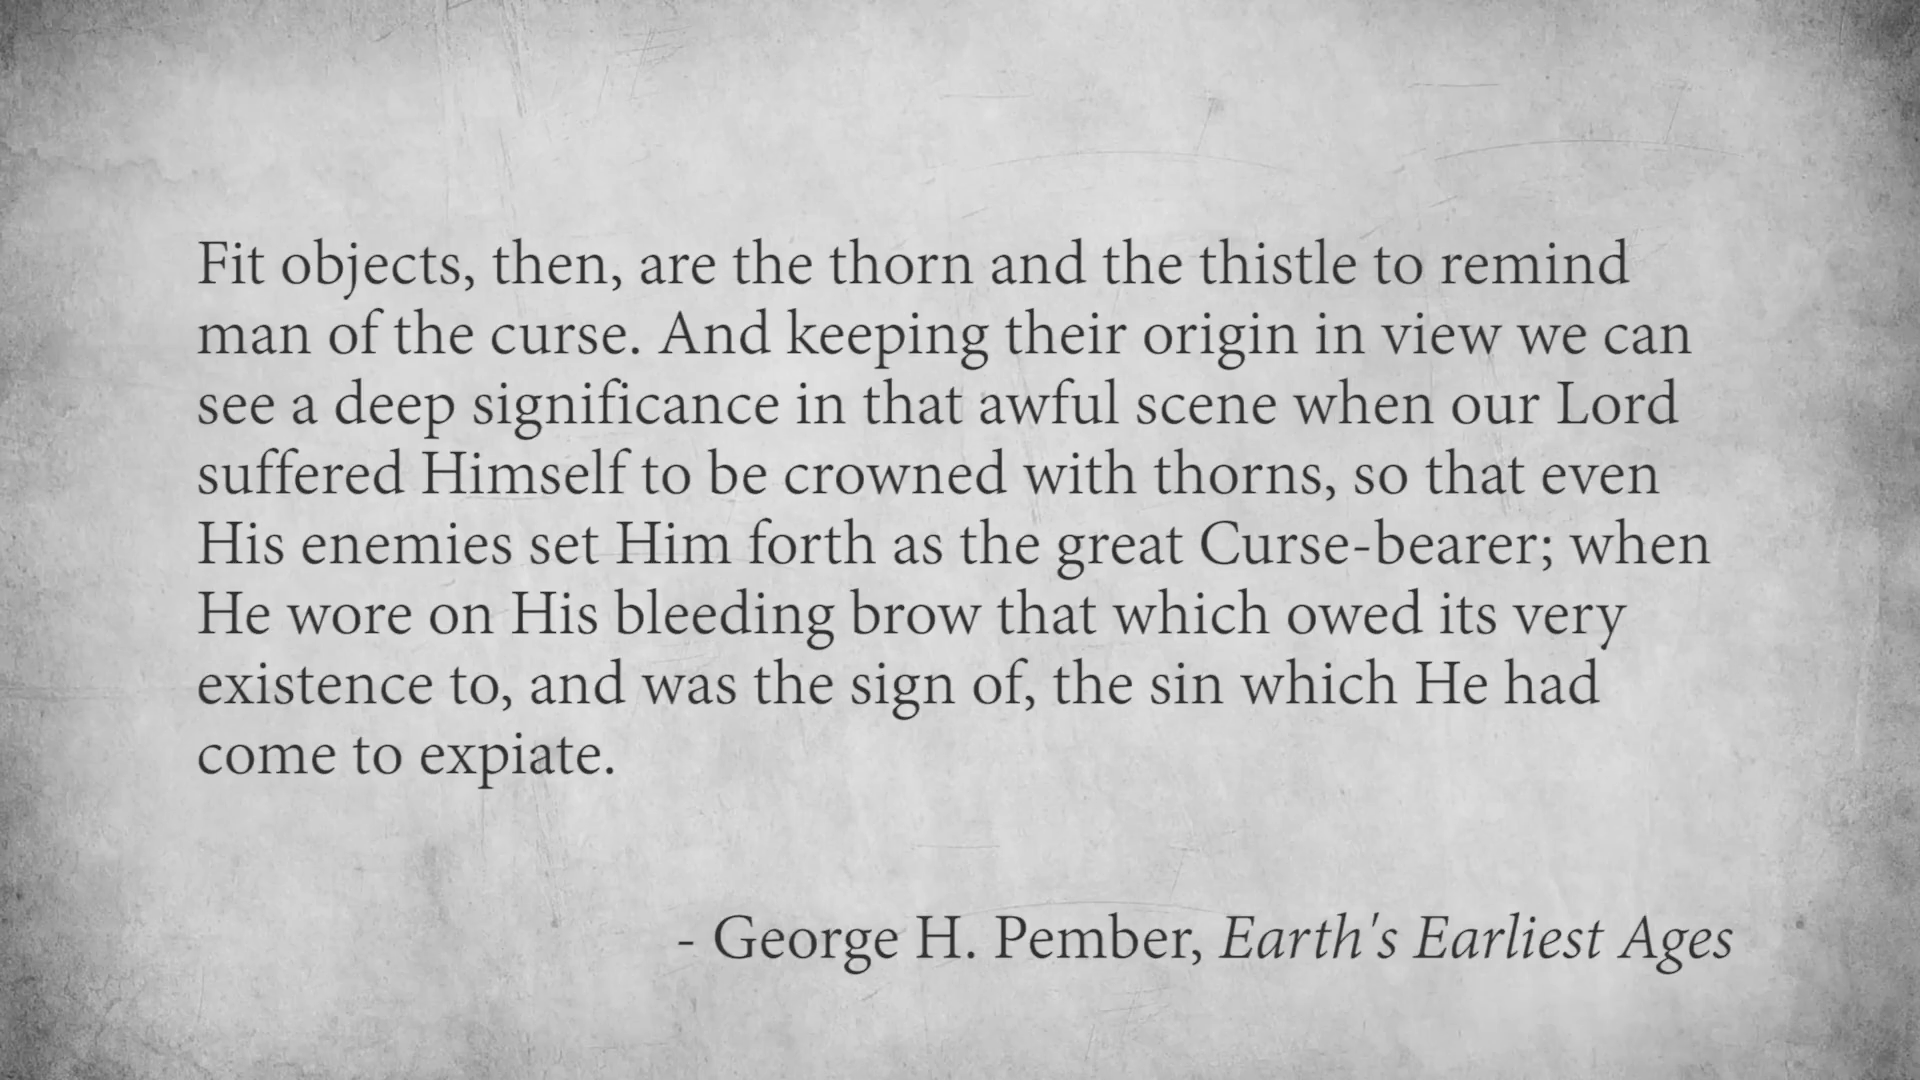 Fit objects, then, are the thorn and the thistle to remind
man of the curse. And keeping their origin in view we can
see a deep significance in that awful scene when our Lord
suffered Himself to be crowned with thorns, so that even
His enemies set Him forth as the great Curse-bearer; when
He wore on His bleeding brow that which owed its very
existence to, and was the sign of, the sin which He had
come to expiate.
- George H. Pember, Earth's Earliest Ages